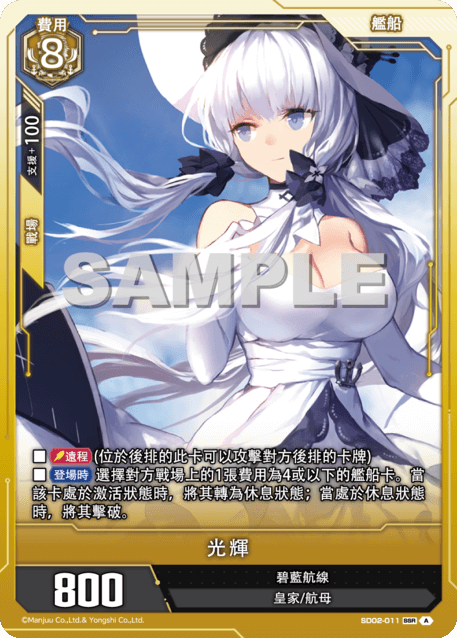 費用
8
艦船
支援+100
戰場
SAMPLE
■ 遠程 (位於後排的此卡可以攻擊對方後排的卡牌)
■ 登場時 選擇對方戰場上的1張費用為4或以下的艦船卡。當
該卡處於激活狀態時，將其轉為休息狀態；當處於休息狀態
時，將其擊破。
光輝
800
碧藍航線
皇家/航母
©Manjuu Co.,Ltd.& Yongshi Co.,Ltd.
SD02-011 SSR A